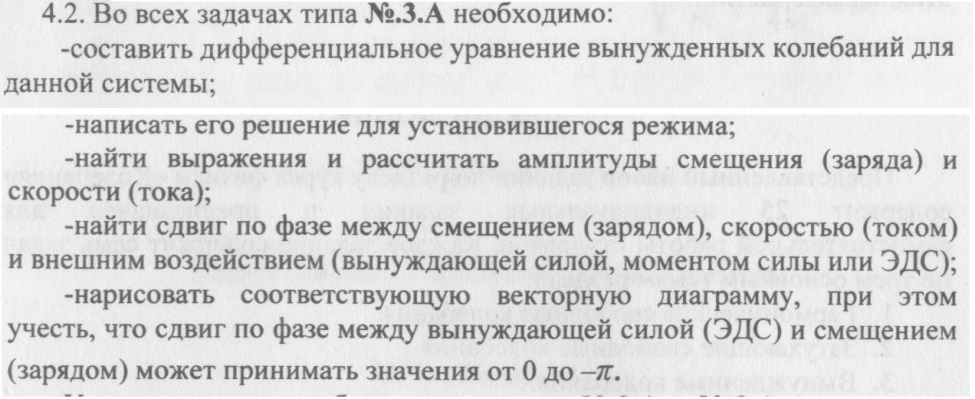 4.2. Во всех задачах типа №.3.А необходимо:
-составить дифференциальное уравнение вынужденных колебаний для
данной системы;
-написать его решение для установившегося режима;
-найти выражения и рассчитать амплитуды смещения (заряда) и
скорости (тока);
-найти сдвиг по фазе между смещением (зарядом), скоростью (током)
и внешним воздействием (вынуждающей силой, моментом силы или ЭДС);
-нарисовать соответствующую векторную диаграмму, при этом
учесть, что сдвиг по фазе между вынуждающей силой (ЭДС) и смещением
(зарядом) может принимать значения от 0 до –π.